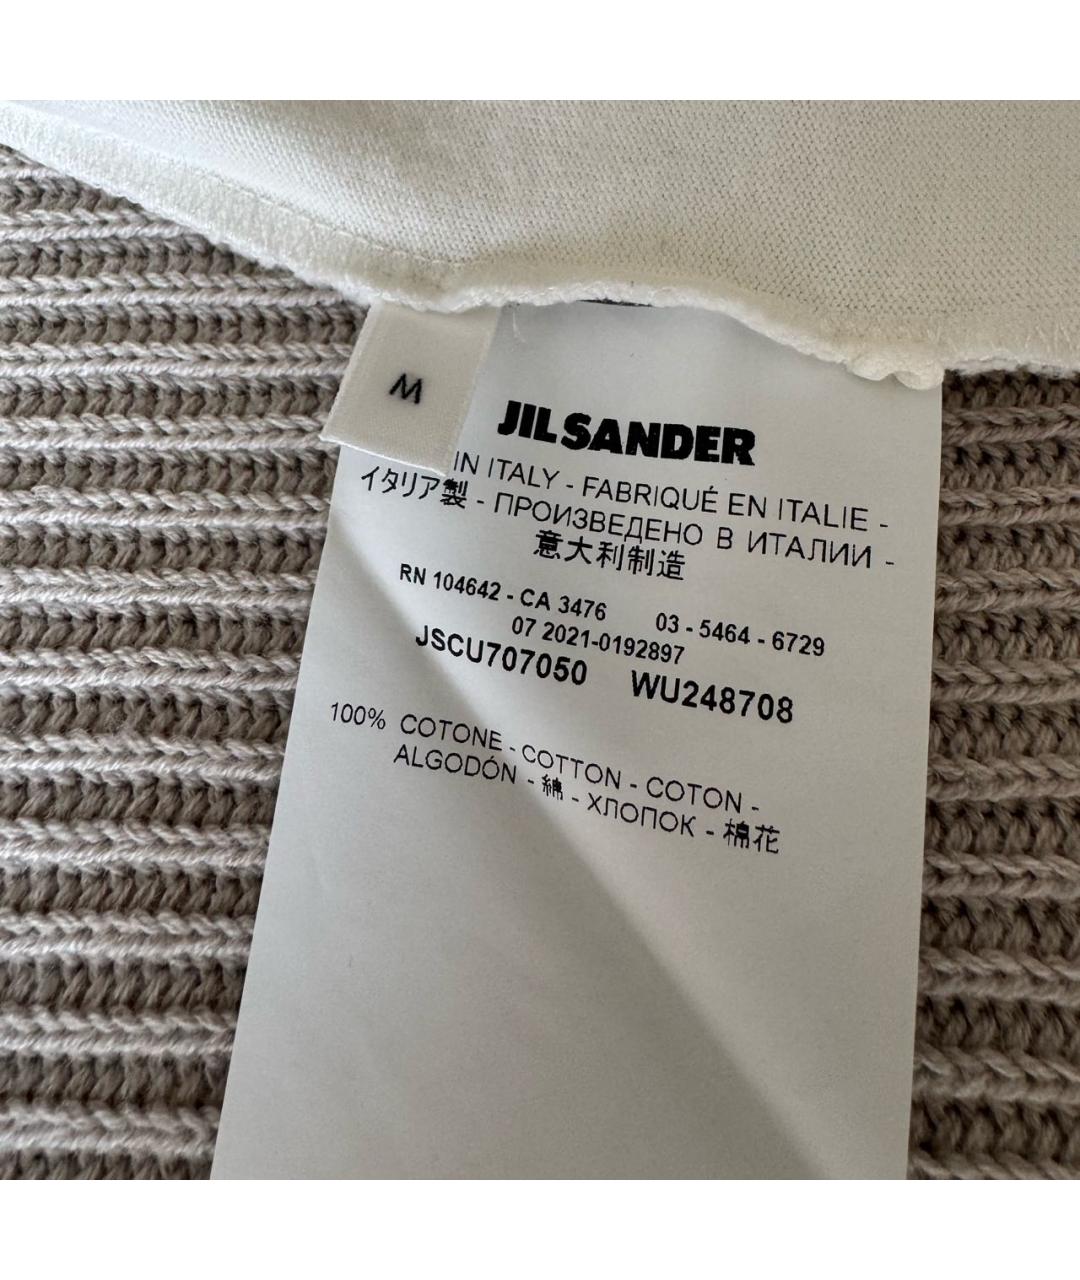 M
JIL SANDER
IN ITALY - FABRIQUÉ EN ITALIE -
イタリア製 - ПРОИЗВЕДЕНО В ИТАЛИИ -
意大利制造
RN 104642 - CA 3476 03 - 5464 - 6729
07 2021-0192897
JSCU707050 WU248708
100% COTONE - COTTON - COTON -
ALGODÓN - 綿 - ХЛОПОК - 棉花